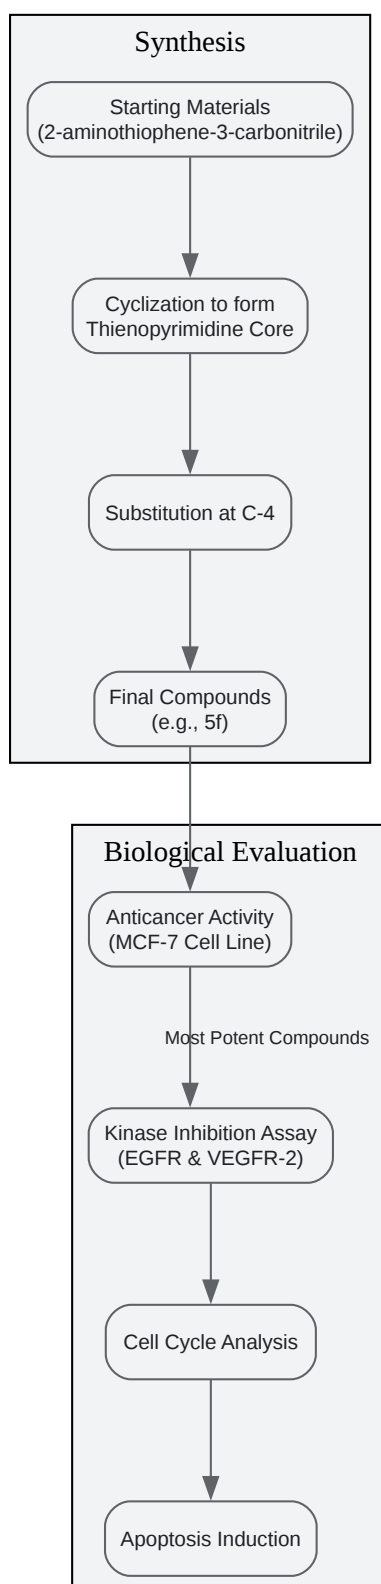 Synthesis
Starting Materials
(2-aminothiophene-3-carbonitrile)
Cyclization to form
Thienopyrimidine Core
Substitution at C-4
Final Compounds
(e.g., 5f)
Biological Evaluation
Anticancer Activity
(MCF-7 Cell Line)
Most Potent Compounds
Kinase Inhibition Assay
(EGFR & VEGFR-2)
Cell Cycle Analysis
Apoptosis Induction